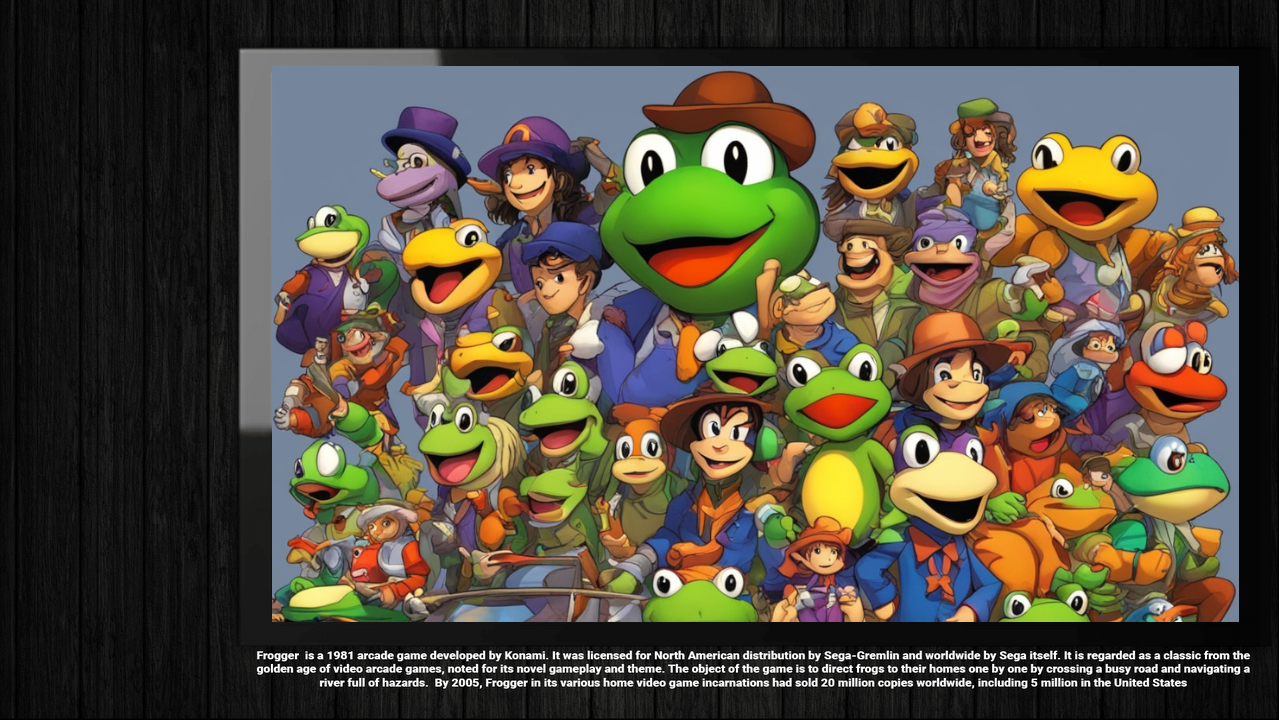 Frogger  is a 1981 arcade game developed by Konami. It was licensed for North American distribution by Sega-Gremlin and worldwide by Sega itself. It is regarded as a classic from the
golden age of video arcade games, noted for its novel gameplay and theme. The object of the game is to direct frogs to their homes one by one by crossing a busy road and navigating a
river full of hazards.  By 2005, Frogger in its various home video game incarnations had sold 20 million copies worldwide, including 5 million in the United States